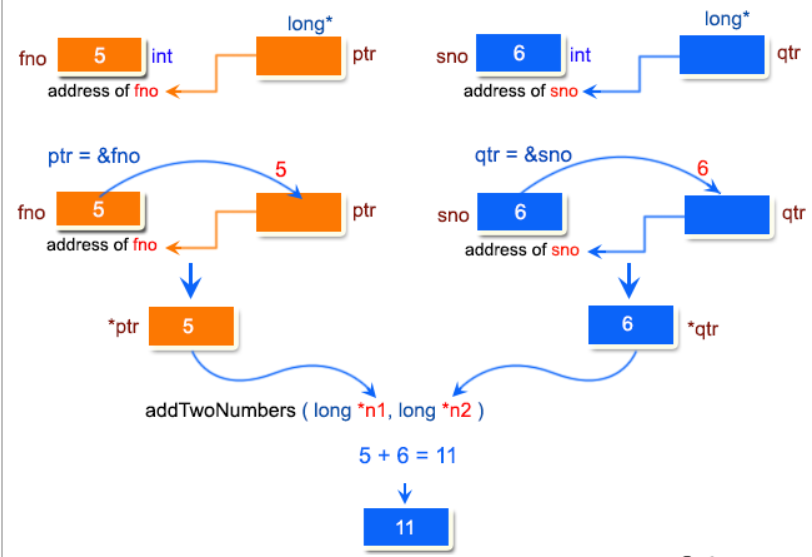 long* long*
fno 5 int ptr sno 6 int qtr
address of fno address of sno
ptr = &fno qtr = &sno
5 6
fno 5 ptr sno 6 qtr
address of fno address of sno
*ptr 5 6 *qtr
addTwoNumbers ( long *n1, long *n2 )
5 + 6 = 11
11